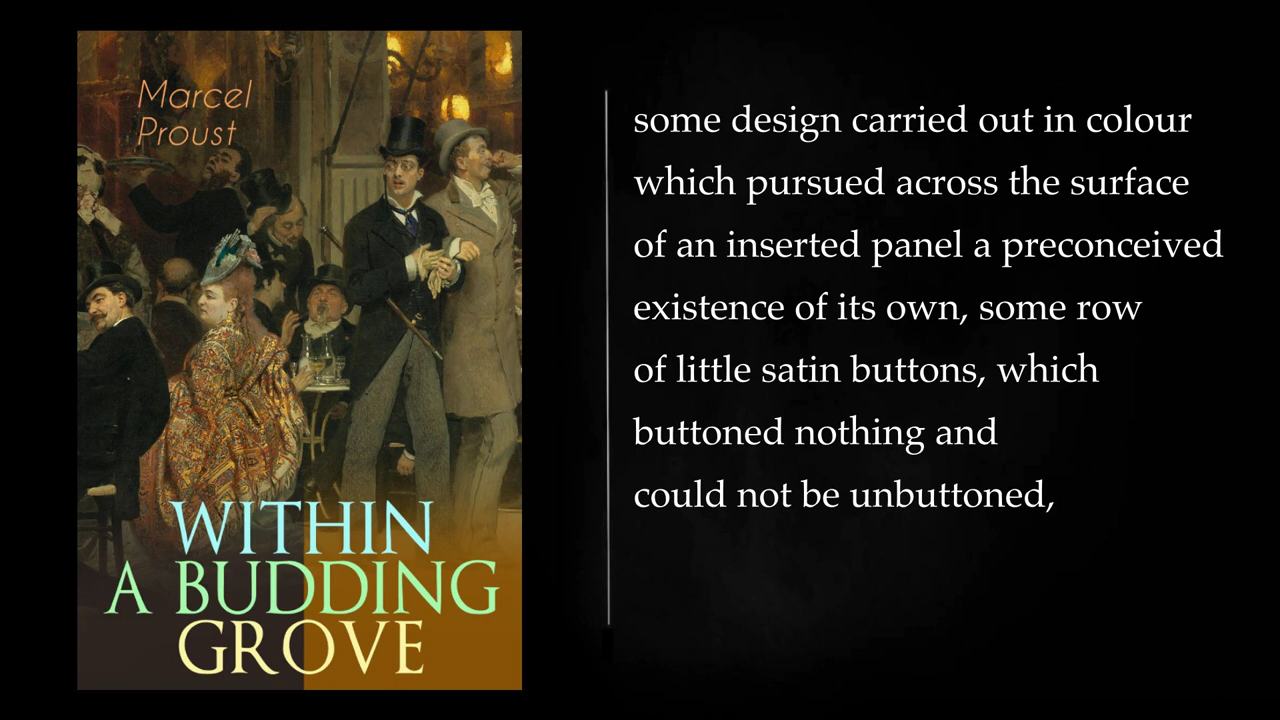 Marcel
Proust
WITHIN
A BUDDING
GROVE
some design carried out in colour
which pursued across the surface
of an inserted panel a preconceived
existence of its own, some row
of little satin buttons, which
buttoned nothing and
could not be unbuttoned,